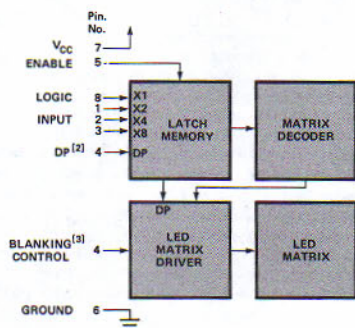 Pin.
No.
V_CC 7
ENABLE 5
LOGIC 8 X1
1 X2
INPUT 2 X4
3 X8
DP[2] 4 DP
LATCH
MEMORY
MATRIX
DECODER
DP
BLANKING[3]
CONTROL 4
LED
MATRIX
DRIVER
LED
MATRIX
GROUND 6